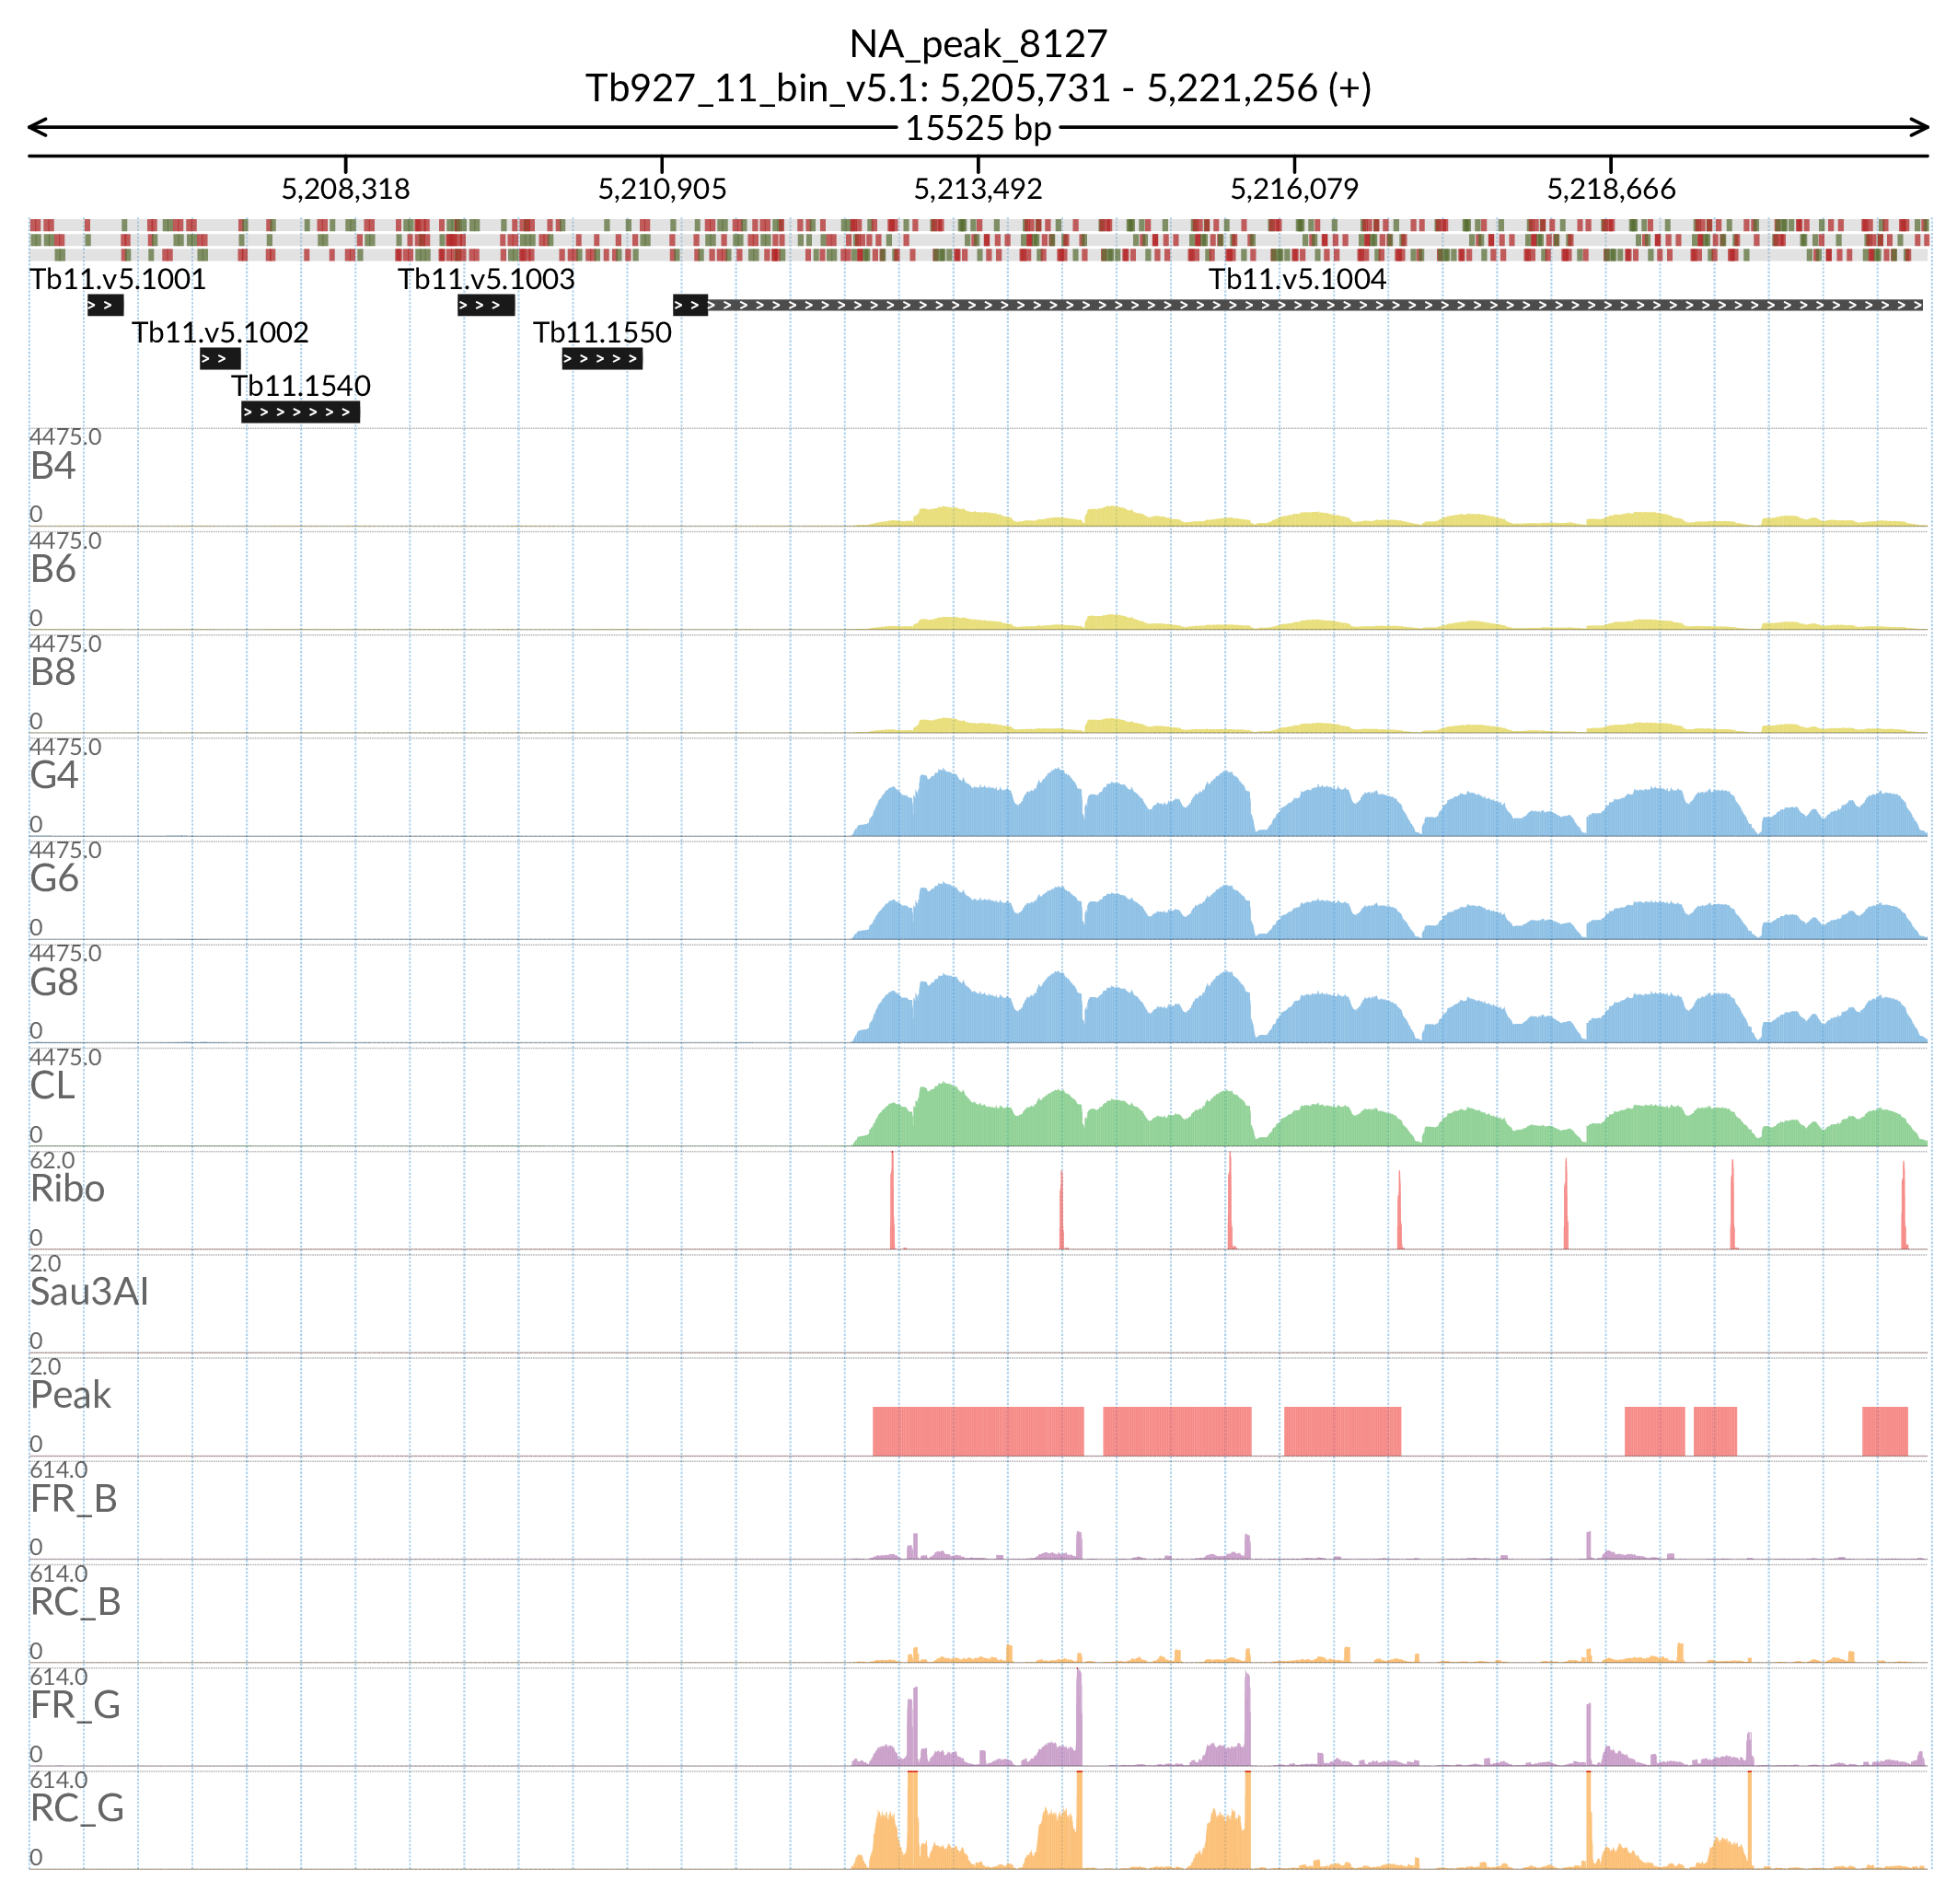 NA_peak_8127
Tb927_11_bin_v5.1: 5,205,731 - 5,221,256 (+)
15525 bp
5,208,318 5,210,905 5,213,492 5,216,079 5,218,666
Tb11.v5.1001 Tb11.v5.1003 Tb11.v5.1004
Tb11.v5.1002 Tb11.1550
Tb11.1540
4475.0
B4
0
4475.0
B6
0
4475.0
B8
0
4475.0
G4
0
4475.0
G6
0
4475.0
G8
0
4475.0
CL
0
62.0
Ribo
0
2.0
Sau3AI
0
2.0
Peak
0
614.0
FR_B
0
614.0
RC_B
0
614.0
FR_G
0
614.0
RC_G
0